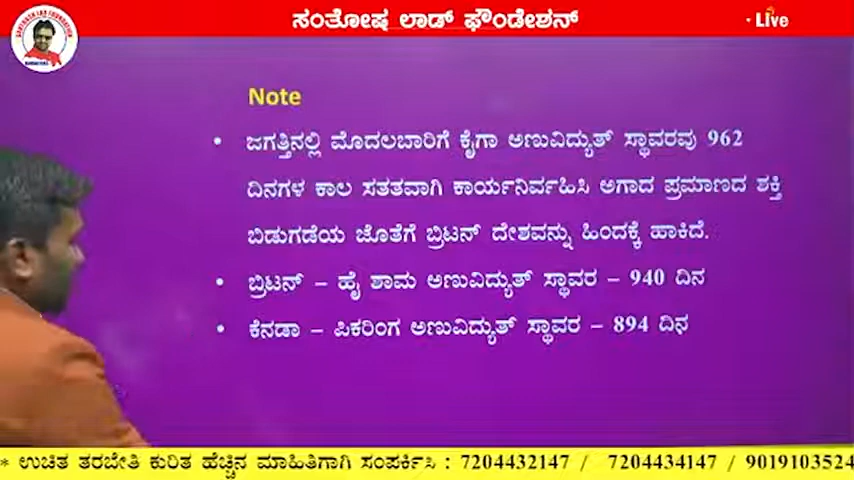 ಸಂತೋಷ ಲಾಡ್ ಫೌಂಡೇಶನ್
• Live
Note
• ಜಗತ್ತಿನಲ್ಲಿ ಮೊದಲಬಾರಿಗೆ ಕೈಗಾ ಅಣುವಿದ್ಯುತ್ ಸ್ಥಾವರವು 962
ದಿನಗಳ ಕಾಲ ಸತತವಾಗಿ ಕಾರ್ಯನಿರ್ವಹಿಸಿ ಅಗಾದ ಪ್ರಮಾಣದ ಶಕ್ತಿ
ಬಿಡುಗಡೆಯ ಜೊತೆಗೆ ಬ್ರಿಟನ್ ದೇಶವನ್ನು ಹಿಂದಕ್ಕೆ ಹಾಕಿದೆ.
• ಬ್ರಿಟನ್ – ಹೈ ಶಾಮ ಅಣುವಿದ್ಯುತ್ ಸ್ಥಾವರ – 940 ದಿನ
• ಕೆನಡಾ – ಪಿಕರಿಂಗ ಅಣುವಿದ್ಯುತ್ ಸ್ಥಾವರ – 894 ದಿನ
* ಉಚಿತ ತರಬೇತಿ ಕುರಿತ ಹೆಚ್ಚಿನ ಮಾಹಿತಿಗಾಗಿ ಸಂಪರ್ಕಿಸಿ : 7204432147 / 7204434147 / 9019103524